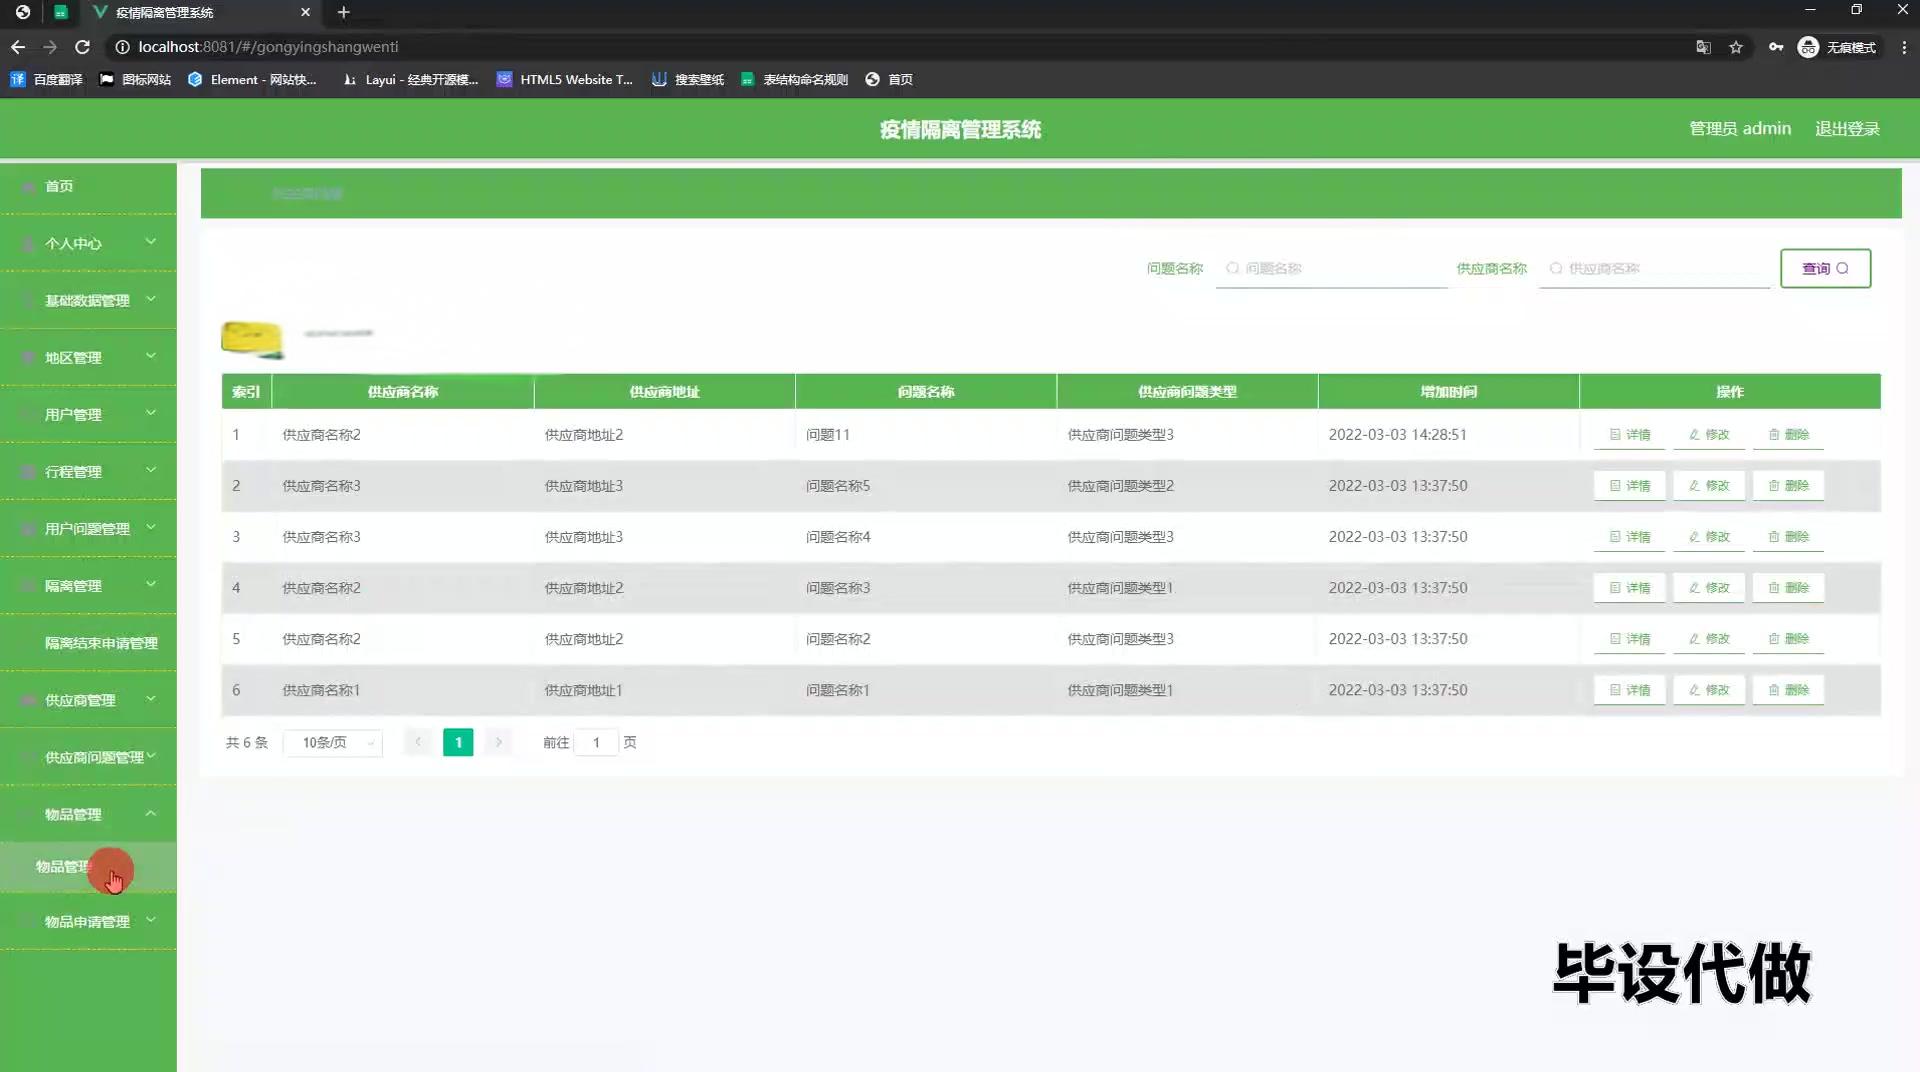 疫情隔离管理系统
localhost:8081/#/gongyingshangwenti
无痕模式
百度翻译 图标网站 Element - 网站快... Layui - 经典开源模... HTML5 Website T... 搜索壁纸 表结构命名规则 首页
疫情隔离管理系统
管理员 admin 退出登录
首页
个人中心
基础数据管理
地区管理
用户管理
行程管理
用户问题管理
隔离管理
隔离结束申请管理
供应商管理
供应商问题管理
物品管理
物品管理
物品申请管理
问题名称 问题名称 供应商名称 供应商名称 查询
索引 供应商名称 供应商地址 问题名称 供应商问题类型 增加时间 操作
1 供应商名称2 供应商地址2 问题11 供应商问题类型3 2022-03-03 14:28:51 详情 修改 删除
2 供应商名称3 供应商地址3 问题名称5 供应商问题类型2 2022-03-03 13:37:50 详情 修改 删除
3 供应商名称3 供应商地址3 问题名称4 供应商问题类型3 2022-03-03 13:37:50 详情 修改 删除
4 供应商名称2 供应商地址2 问题名称3 供应商问题类型1 2022-03-03 13:37:50 详情 修改 删除
5 供应商名称2 供应商地址2 问题名称2 供应商问题类型3 2022-03-03 13:37:50 详情 修改 删除
6 供应商名称1 供应商地址1 问题名称1 供应商问题类型1 2022-03-03 13:37:50 详情 修改 删除
共 6 条 10条/页 1 前往 1 页
毕设代做